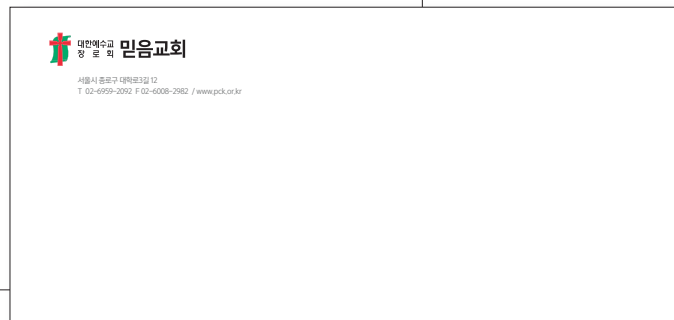 대한예수교
장 로 회 믿음교회
서울시 종로구 대학로3길 12
T 02-6959-2092 F 02-6008-2982 / www.pck.or.kr